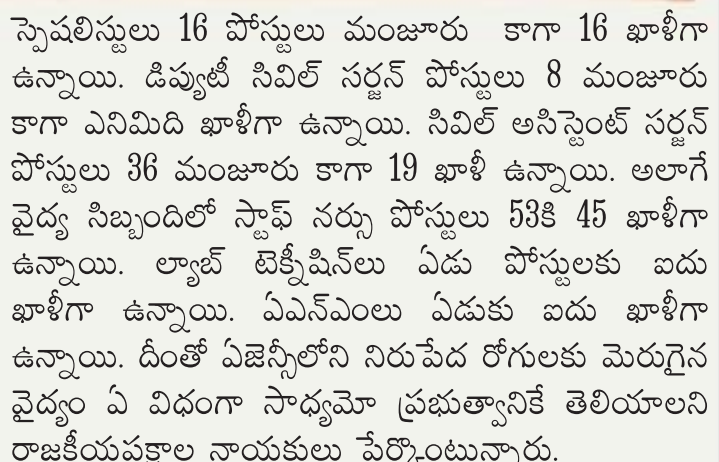 స్పెషలిస్టులు 16 పోస్టులు మంజూరు కాగా 16 ఖాళీగా
ఉన్నాయి. డిప్యుటీ సివిల్ సర్జన్ పోస్టులు 8 మంజూరు
కాగా ఎనిమిది ఖాళీగా ఉన్నాయి. సివిల్ అసిస్టెంట్ సర్జన్
పోస్టులు 36 మంజూరు కాగా 19 ఖాళీ ఉన్నాయి. అలాగే
వైద్య సిబ్బందిలో స్టాఫ్ నర్సు పోస్టులు 53కి 45 ఖాళీగా
ఉన్నాయి. ల్యాబ్ టెక్నీషిన్‌లు ఏడు పోస్టులకు ఐదు
ఖాళీగా ఉన్నాయి. ఏఎన్ఎంలు ఏడుకు ఐదు ఖాళీగా
ఉన్నాయి. దీంతో ఏజెన్సీలోని నిరుపేద రోగులకు మెరుగైన
వైద్యం ఏ విధంగా సాధ్యమో ప్రభుత్వానికే తెలియాలని
రాజకీయపక్షాల నాయకులు పేర్కొంటున్నారు.